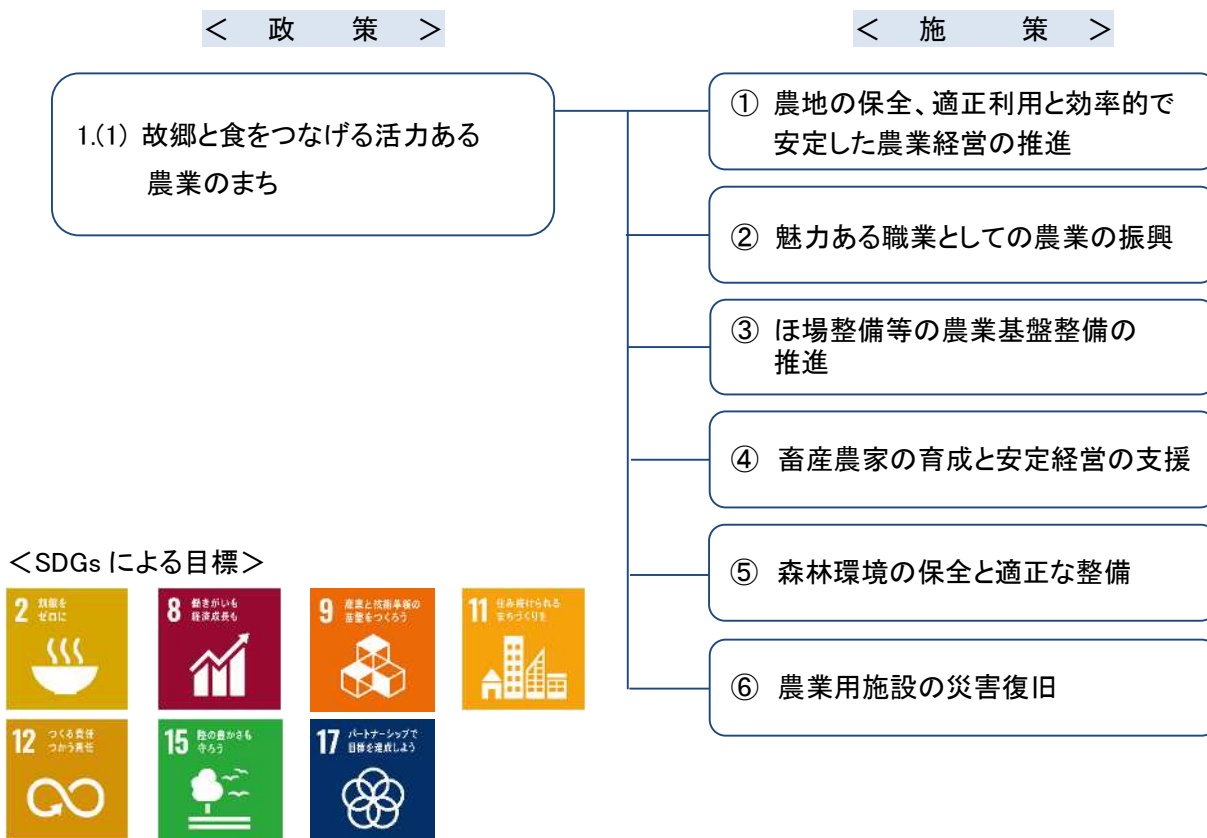 ＜　政　策　＞
＜　施　策　＞
1.(1) 故郷と食をつなげる活力ある
農業のまち
① 農地の保全、適正利用と効率的で
安定した農業経営の推進
② 魅力ある職業としての農業の振興
③ ほ場整備等の農業基盤整備の
推進
④ 畜産農家の育成と安定経営の支援
⑤ 森林環境の保全と適正な整備
⑥ 農業用施設の災害復旧
＜SDGs による目標＞
2 飢餓を
ゼロに
8 働きがいも
経済成長も
9 産業と技術革新の
基盤をつくろう
11 住み続けられる
まちづくりを
12 つくる責任
つかう責任
15 陸の豊かさも
守ろう
17 パートナーシップで
目標を達成しよう